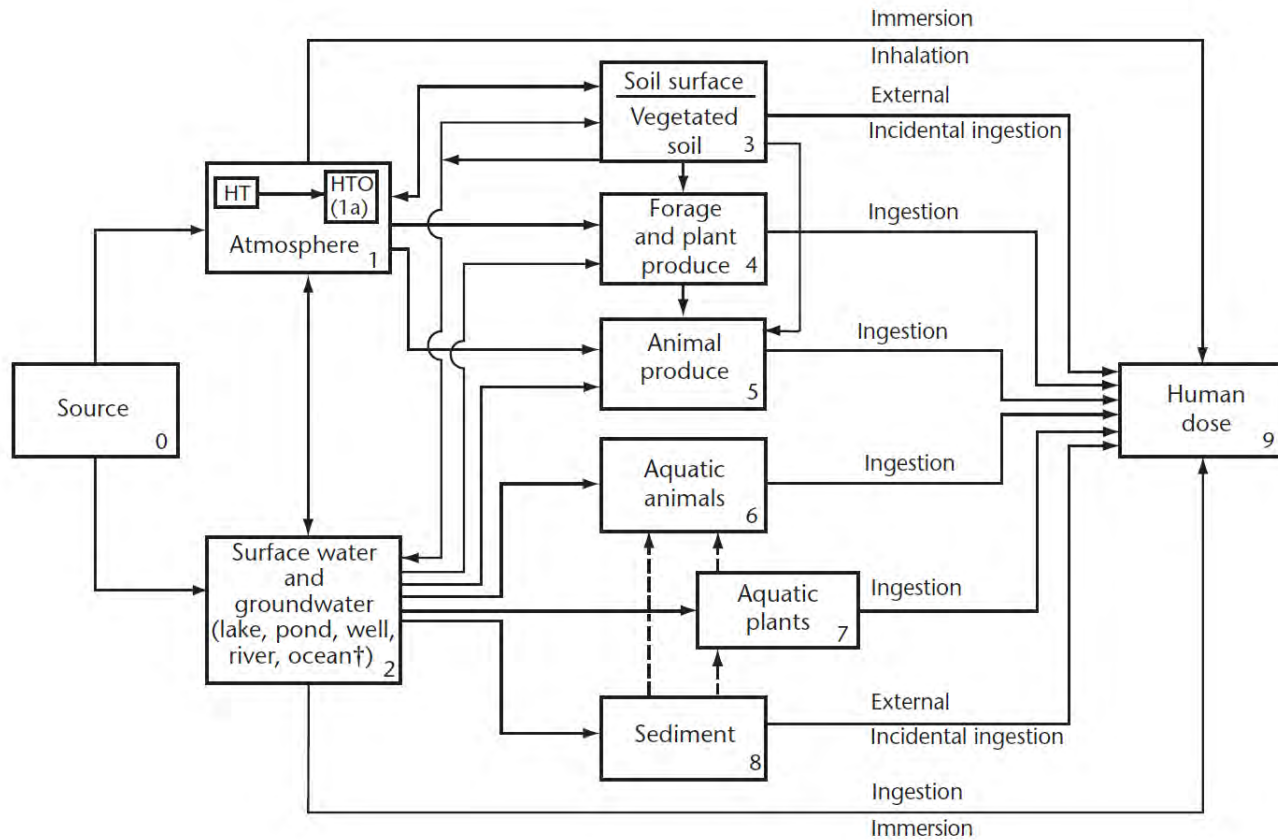 Immersion
Inhalation
Soil surface
Vegetated
soil
3
External
Incidental ingestion
HT
HTO
(1a)
Atmosphere
1
Forage
and plant
produce
4
Ingestion
Animal
produce
5
Ingestion
Source
0
Human
dose
9
Aquatic
animals
6
Ingestion
Surface water
and
groundwater
(lake, pond, well,
river, ocean†)
2
Aquatic
plants
7
Ingestion
Sediment
8
External
Incidental ingestion
Ingestion
Immersion